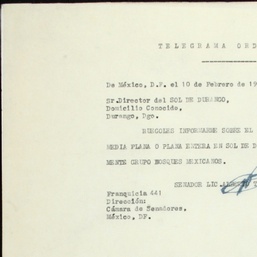 TELEGRAMA ORD
De México, D.F. el 10 de Febrero de 19
Sr.Director del SOL DE DURANGO,
Domicilio Conocido,
Durango, Dgo.
RUEGOLES INFORMARSE SOBRE EL
MEDIA PLANA O PLANA ENTERA EN SOL DE D
MENTE GRUPO BOSQUES MEXICANOS.
SENADOR LIC.
Franquicia 441
Dirección:
Cámara de Senadores.
México, DF.